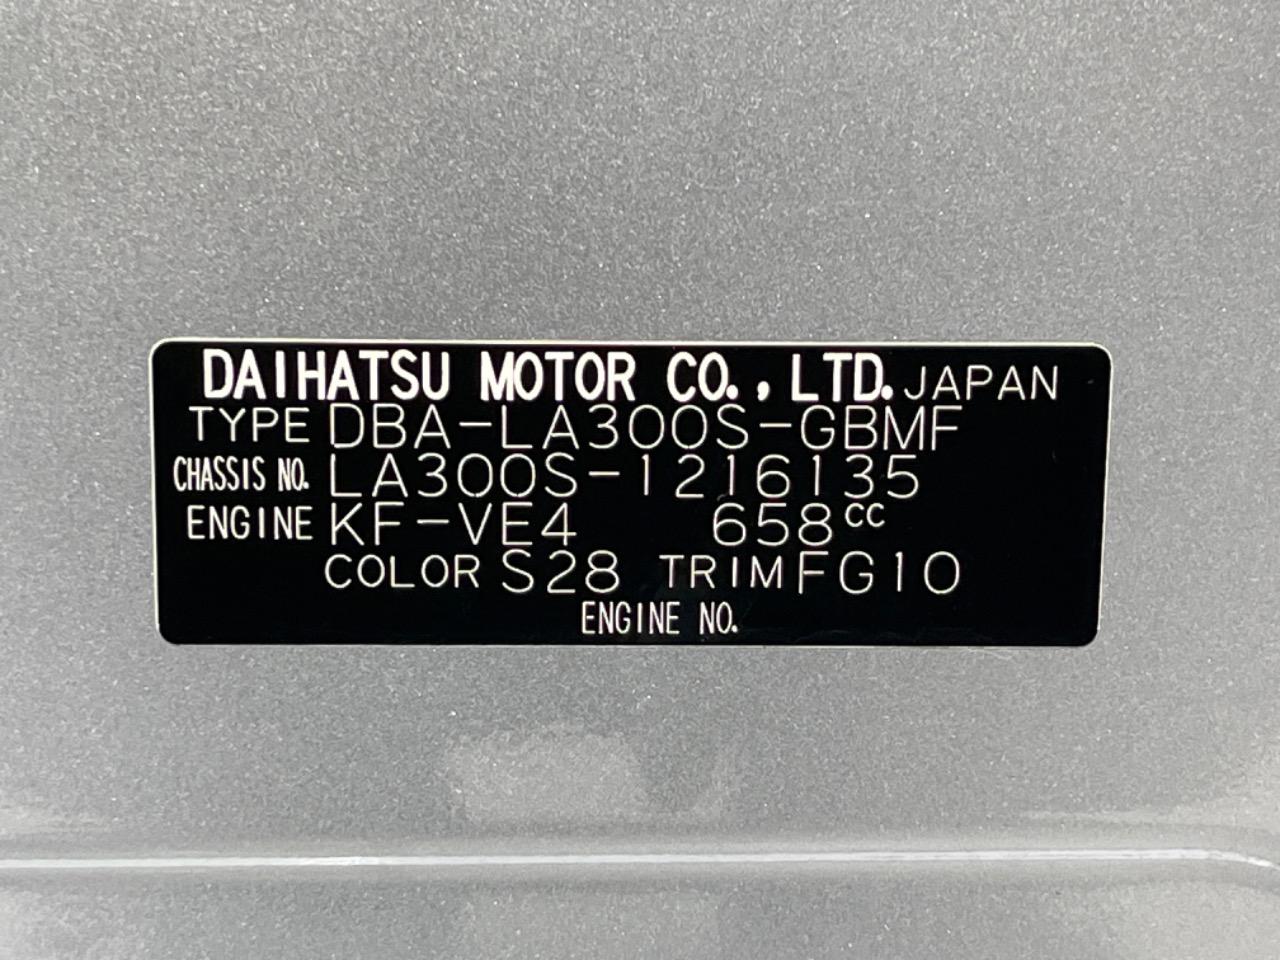 DAIHATSU MOTOR CO., LTD. JAPAN
TYPE DBA-LA300S-GBMF
CHASSIS NO. LA300S-1216135
ENGINE KF-VE4 658cc
COLOR S28 TRIM FG10
ENGINE NO.